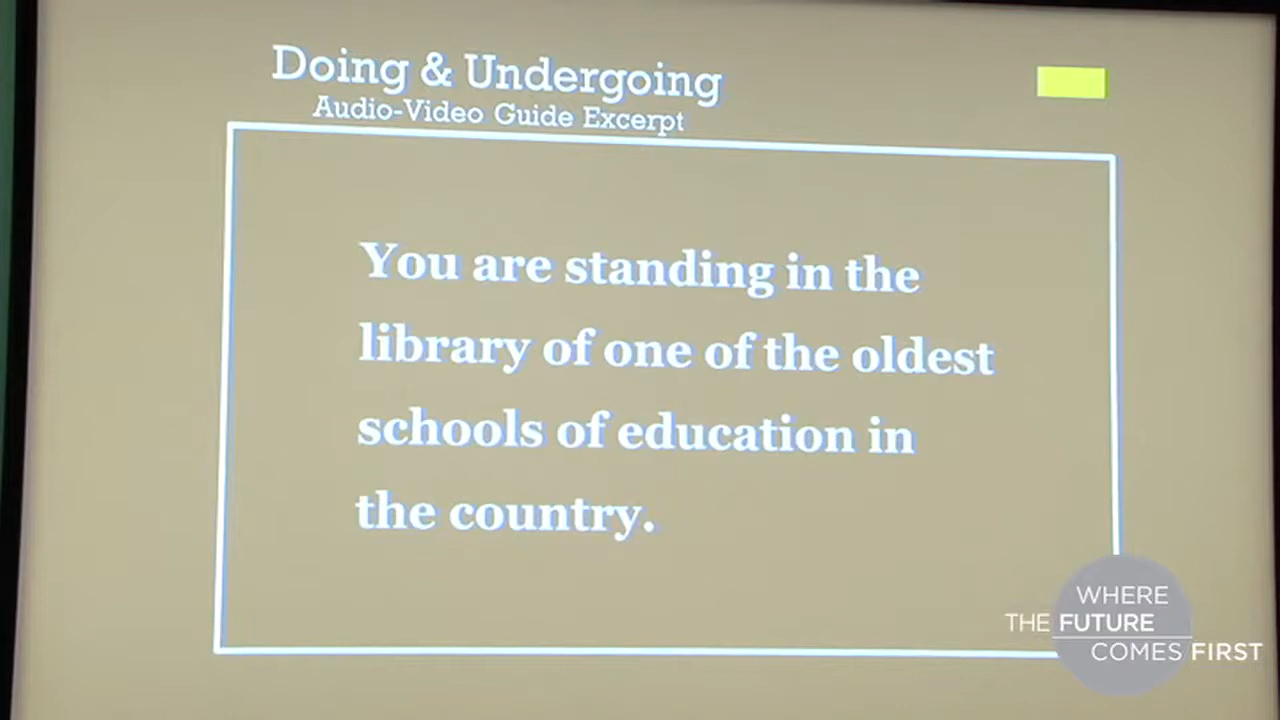 Doing & Undergoing
Audio-Video Guide Excerpt
You are standing in the
library of one of the oldest
schools of education in
the country.
WHERE
THE FUTURE
COMES FIRST